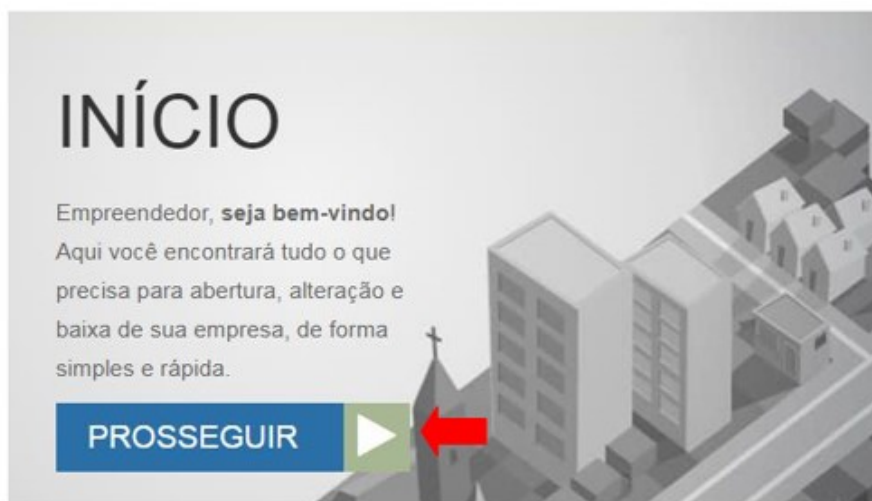 INÍCIO
Empreendedor, seja bem-vindo!
Aqui você encontrará tudo o que
precisa para abertura, alteração e
baixa de sua empresa, de forma
simples e rápida.
PROSSEGUIR